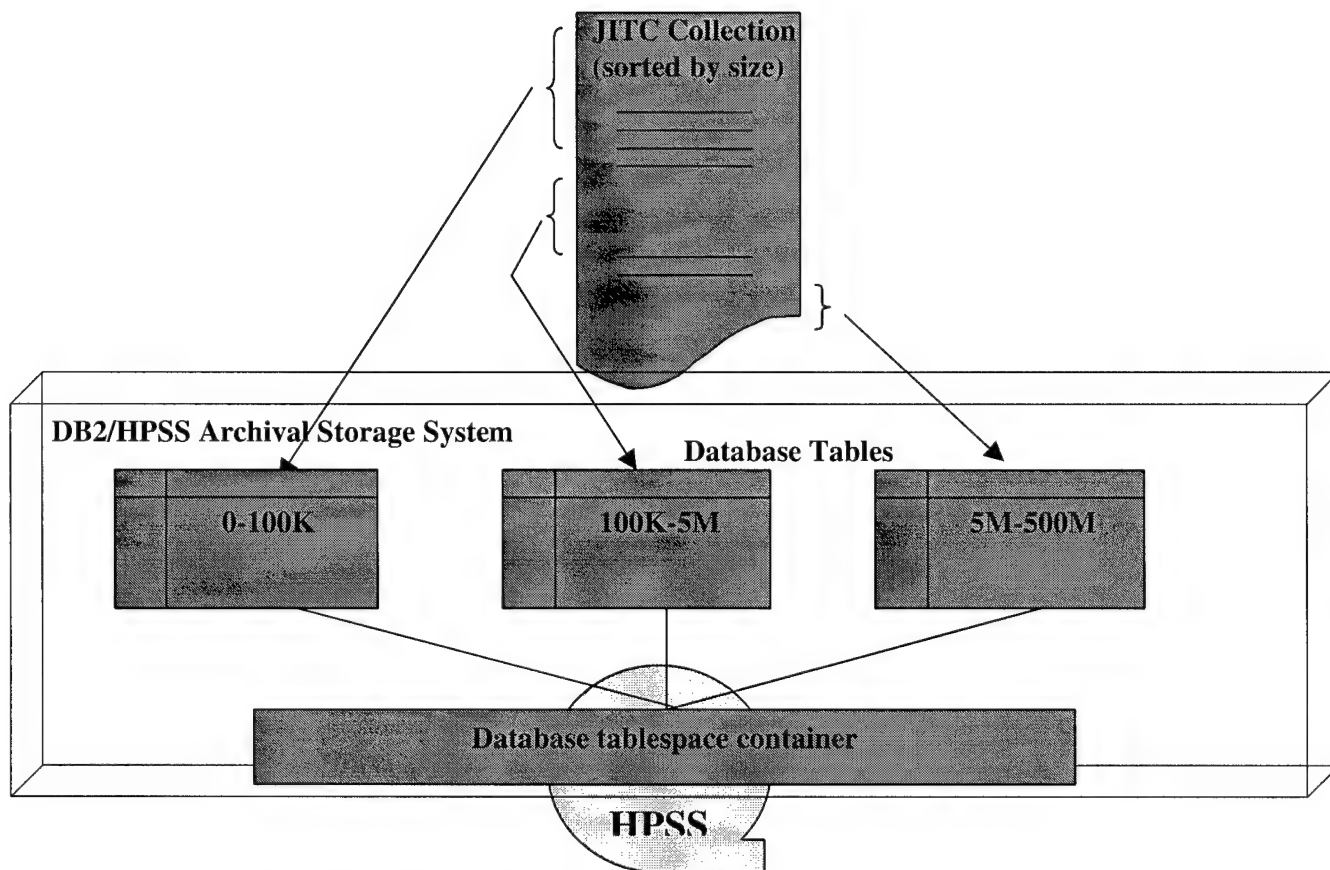 JITC Collection
(sorted by size)
DB2/HPSS Archival Storage System
Database Tables
0-100K
100K-5M
5M-500M
Database tablespace container
HPSS